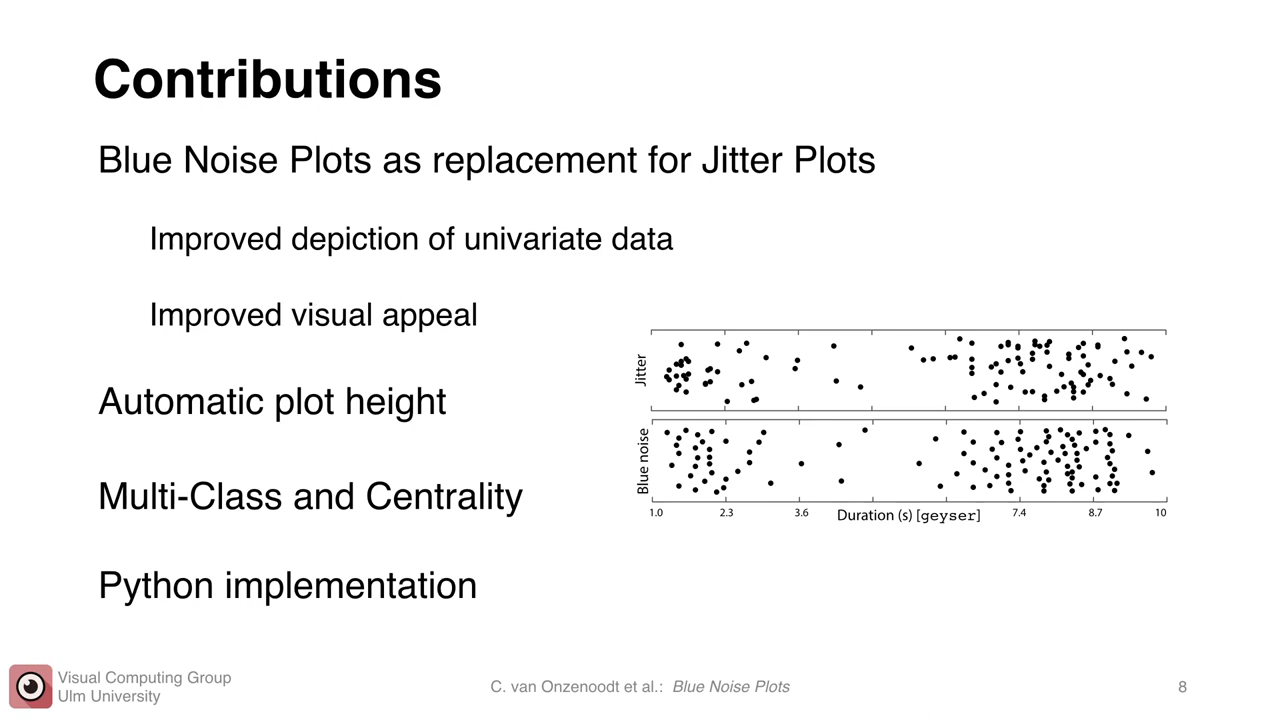 Contributions
Blue Noise Plots as replacement for Jitter Plots
Improved depiction of univariate data
Improved visual appeal
Automatic plot height
Multi-Class and Centrality
Python implementation
Jitter
Blue noise
1.0 2.3 3.6 Duration (s) [geyser] 7.4 8.7 10
Visual Computing Group
Ulm University
C. van Onzenoodt et al.: Blue Noise Plots
8